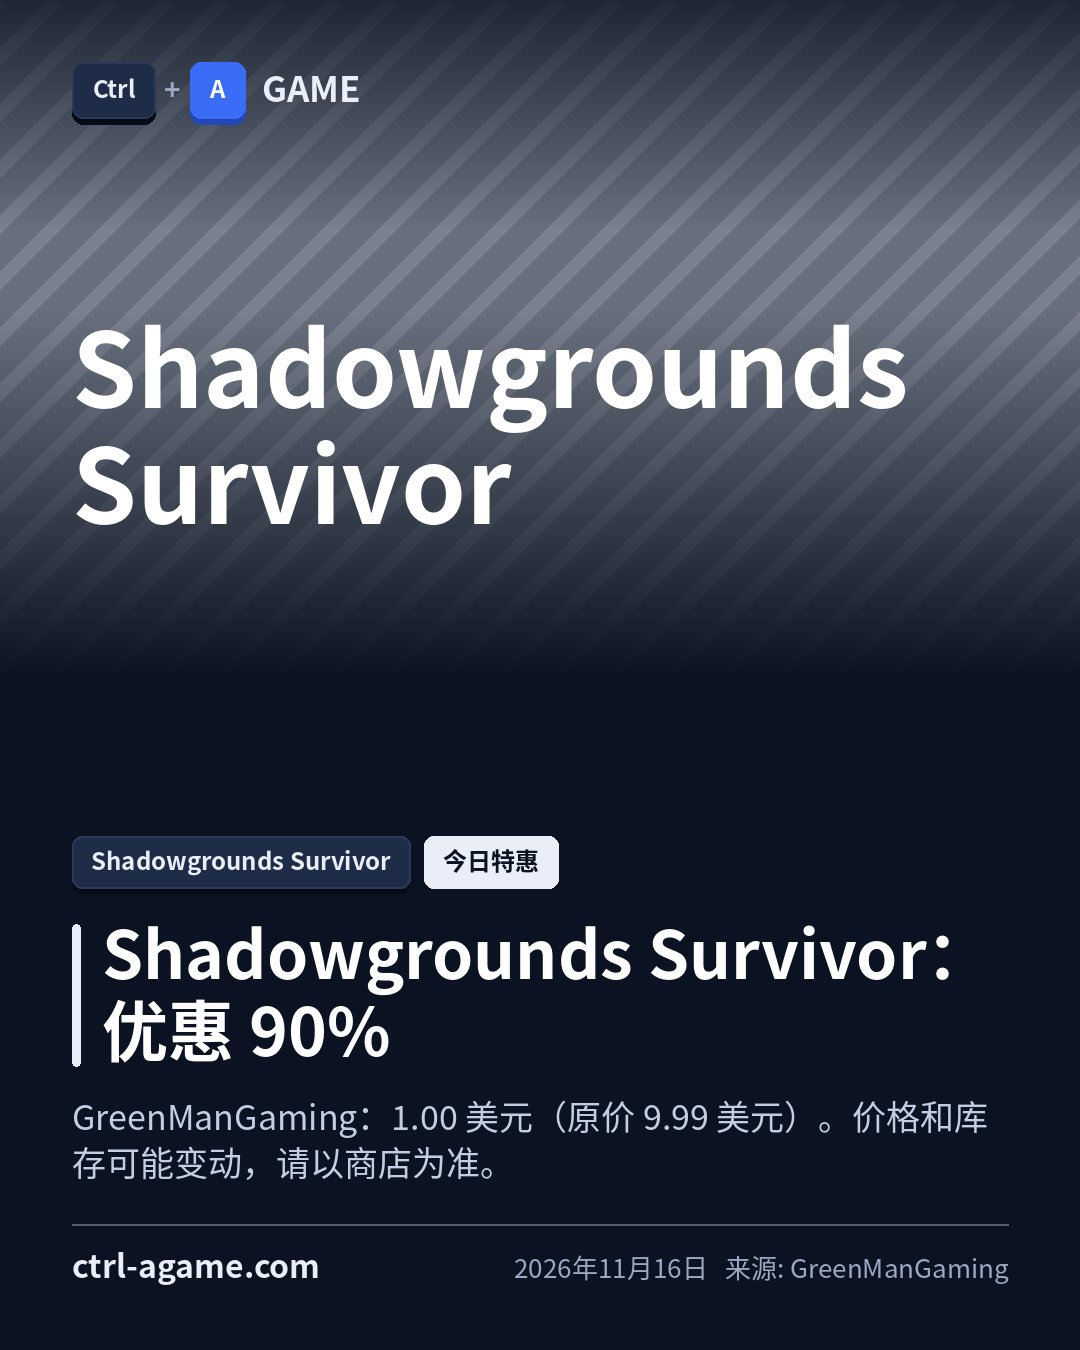 Ctrl + A GAME
Shadowgrounds
Survivor
Shadowgrounds Survivor 今日特惠
Shadowgrounds Survivor：
优惠 90%
GreenManGaming：1.00 美元（原价 9.99 美元）。价格和库
存可能变动，请以商店为准。
ctrl-agame.com 2026年11月16日 来源: GreenManGaming